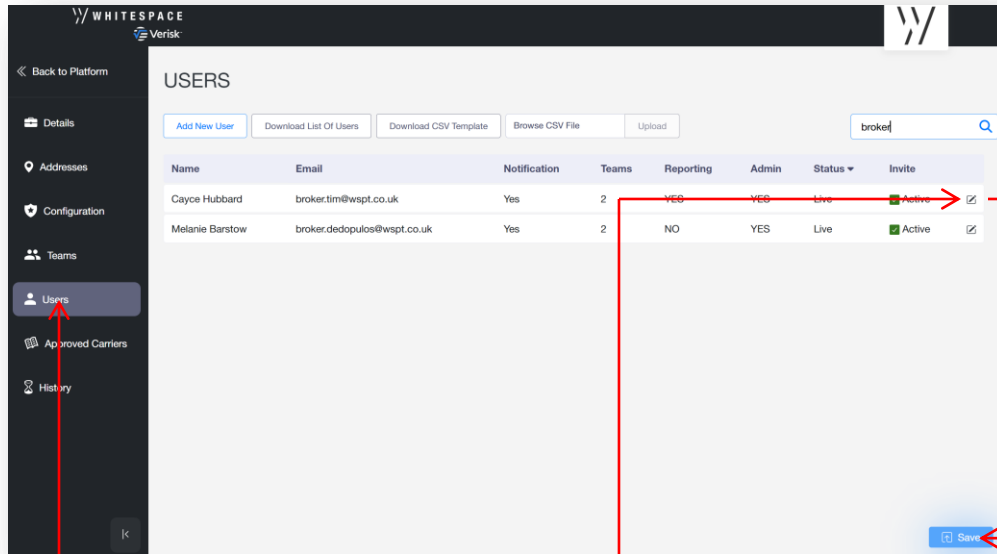 WHITESPACE
Verisk
Back to Platform
USERS
Details
Addresses
Configuration
Teams
Users
Approved Carriers
History
Add New User Download List Of Users Download CSV Template Browse CSV File Upload broker
Name Email Notification Teams Reporting Admin Status Invite
Cayce Hubbard broker.tim@wspt.co.uk Yes 2 YES YES Live Active
Melanie Barstow broker.dedopulos@wspt.co.uk Yes 2 NO YES Live Active
Save